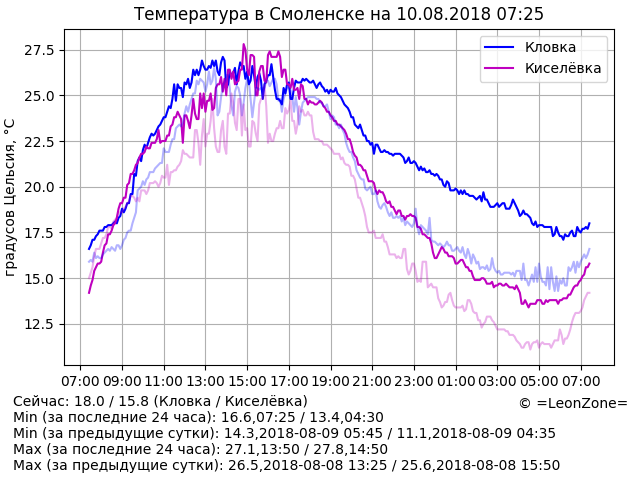 Температура в Смоленске на 10.08.2018 07:25
27.5
Кловка
Киселёвка
25.0
22.5
20.0
17.5
15.0
12.5
градусов Цельсия, °C
07:00 09:00 11:00 13:00 15:00 17:00 19:00 21:00 23:00 01:00 03:00 05:00 07:00
Сейчас: 18.0 / 15.8 (Кловка / Киселёвка)
© =LeonZone=
Min (за последние 24 часа): 16.6,07:25 / 13.4,04:30
Min (за предыдущие сутки): 14.3,2018-08-09 05:45 / 11.1,2018-08-09 04:35
Max (за последние 24 часа): 27.1,13:50 / 27.8,14:50
Max (за предыдущие сутки): 26.5,2018-08-08 13:25 / 25.6,2018-08-08 15:50